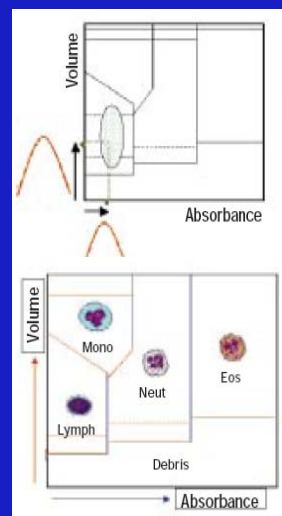 Volume
Absorbance
Volume
Mono
Neut
Eos
Lymph
Debris
Absorbance